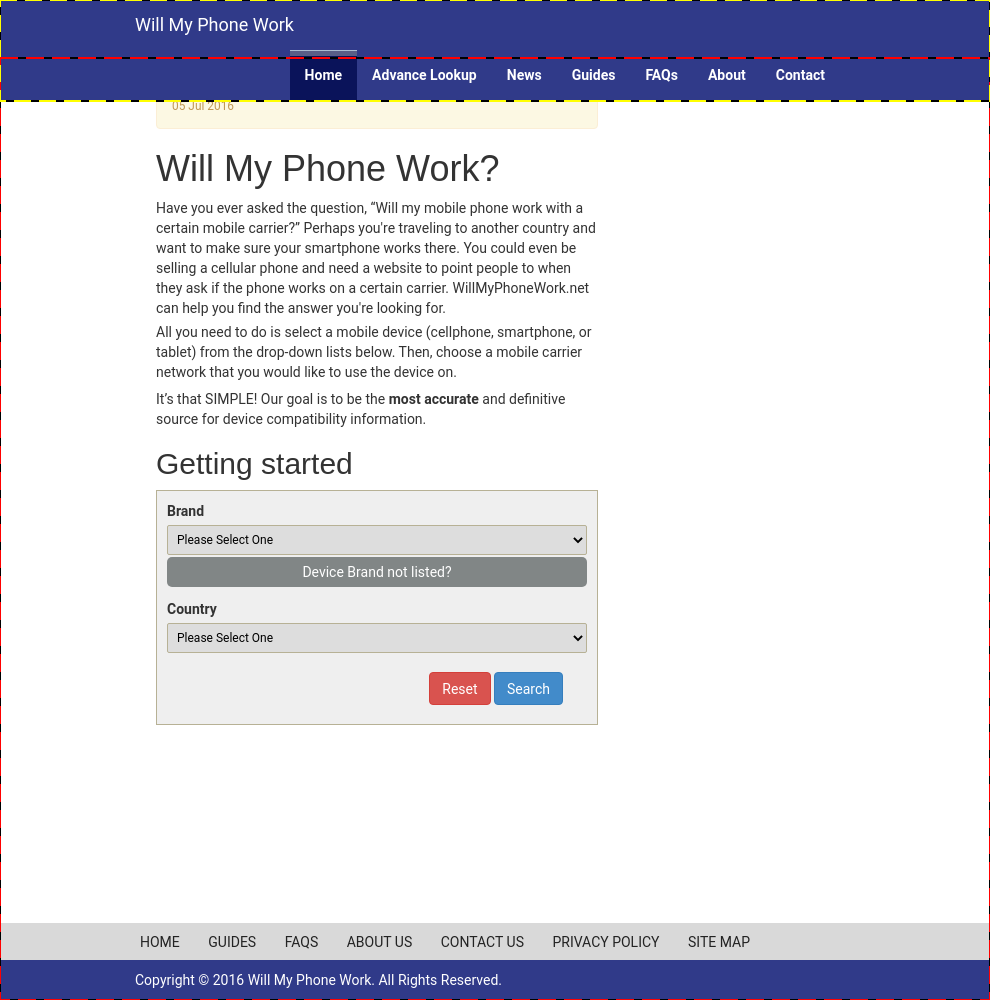 Will My Phone Work
Home Advance Lookup News Guides FAQs About Contact
05 Jul 2016
Will My Phone Work?
Have you ever asked the question, “Will my mobile phone work with a
certain mobile carrier?” Perhaps you're traveling to another country and
want to make sure your smartphone works there. You could even be
selling a cellular phone and need a website to point people to when
they ask if the phone works on a certain carrier. WillMyPhoneWork.net
can help you find the answer you're looking for.
All you need to do is select a mobile device (cellphone, smartphone, or
tablet) from the drop-down lists below. Then, choose a mobile carrier
network that you would like to use the device on.
It’s that SIMPLE! Our goal is to be the most accurate and definitive
source for device compatibility information.
Getting started
Brand
Please Select One
Device Brand not listed?
Country
Please Select One
Reset Search
HOME GUIDES FAQS ABOUT US CONTACT US PRIVACY POLICY SITE MAP
Copyright © 2016 Will My Phone Work. All Rights Reserved.